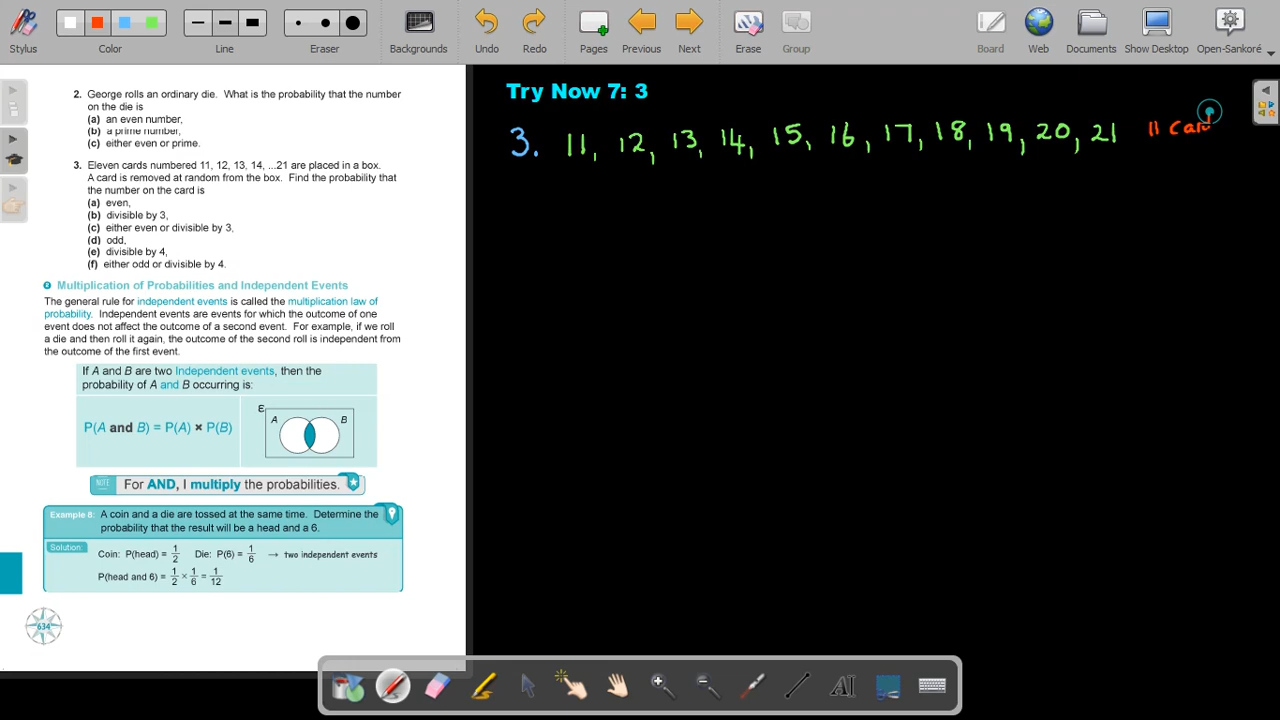 Stylus
Color
Line
Eraser
Backgrounds
Undo
Redo
Pages
Previous
Next
Erase
Group
Board
Web
Documents
Show Desktop
Open-Sankoré
2. George rolls an ordinary die. What is the probability that the number
on the die is
(a) an even number,
(b) a prime number,
(c) either even or prime.
3. Eleven cards numbered 11, 12, 13, 14, ...21 are placed in a box.
A card is removed at random from the box. Find the probability that
the number on the card is
(a) even,
(b) divisible by 3,
(c) either even or divisible by 3,
(d) odd,
(e) divisible by 4,
(f) either odd or divisible by 4.
Multiplication of Probabilities and Independent Events
The general rule for independent events is called the multiplication law of
probability. Independent events are events for which the outcome of one
event does not affect the outcome of a second event. For example, if we roll
a die and then roll it again, the outcome of the second roll is independent from
the outcome of the first event.
If A and B are two Independent events, then the
probability of A and B occurring is:
P(A and B) = P(A) × P(B)
ε
A
B
NOTE For AND, I multiply the probabilities.
Example 8: A coin and a die are tossed at the same time. Determine the
probability that the result will be a head and a 6.
Solution:
Coin: P(head) = 1/2 Die: P(6) = 1/6 → two independent events
P(head and 6) = 1/2 × 1/6 = 1/12
634
Try Now 7: 3
3. 11, 12, 13, 14, 15, 16, 17, 18, 19, 20, 21 11 Card